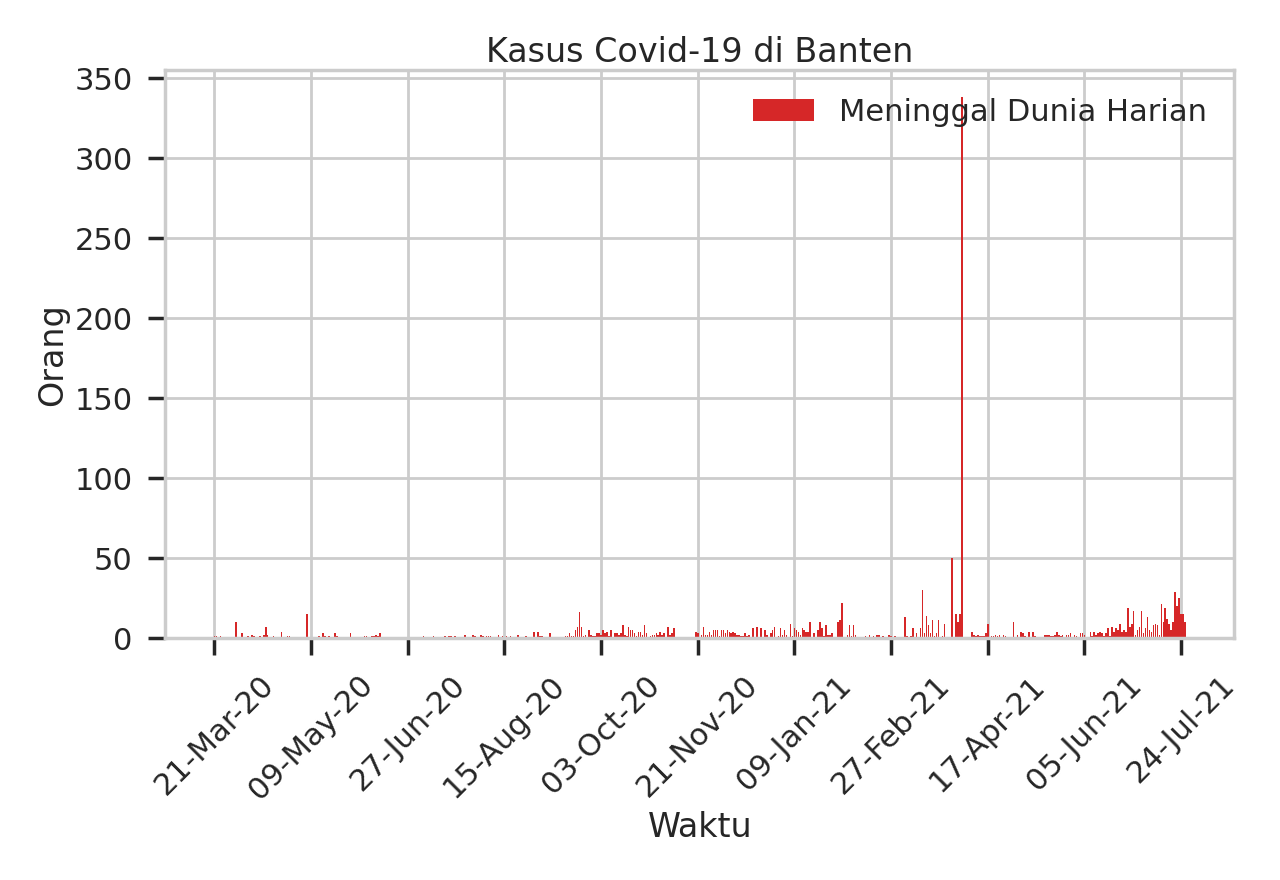 Kasus Covid-19 di Banten
Meninggal Dunia Harian
Orang
350
300
250
200
150
100
50
0
21-Mar-20
09-May-20
27-Jun-20
15-Aug-20
03-Oct-20
21-Nov-20
09-Jan-21
27-Feb-21
17-Apr-21
05-Jun-21
24-Jul-21
Waktu